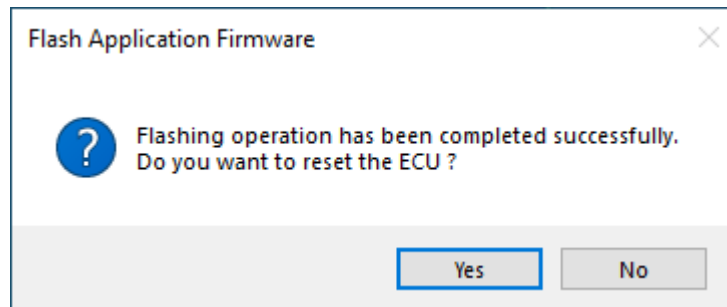 Flash Application Firmware
?
Flashing operation has been completed successfully.
Do you want to reset the ECU ?
Yes
No